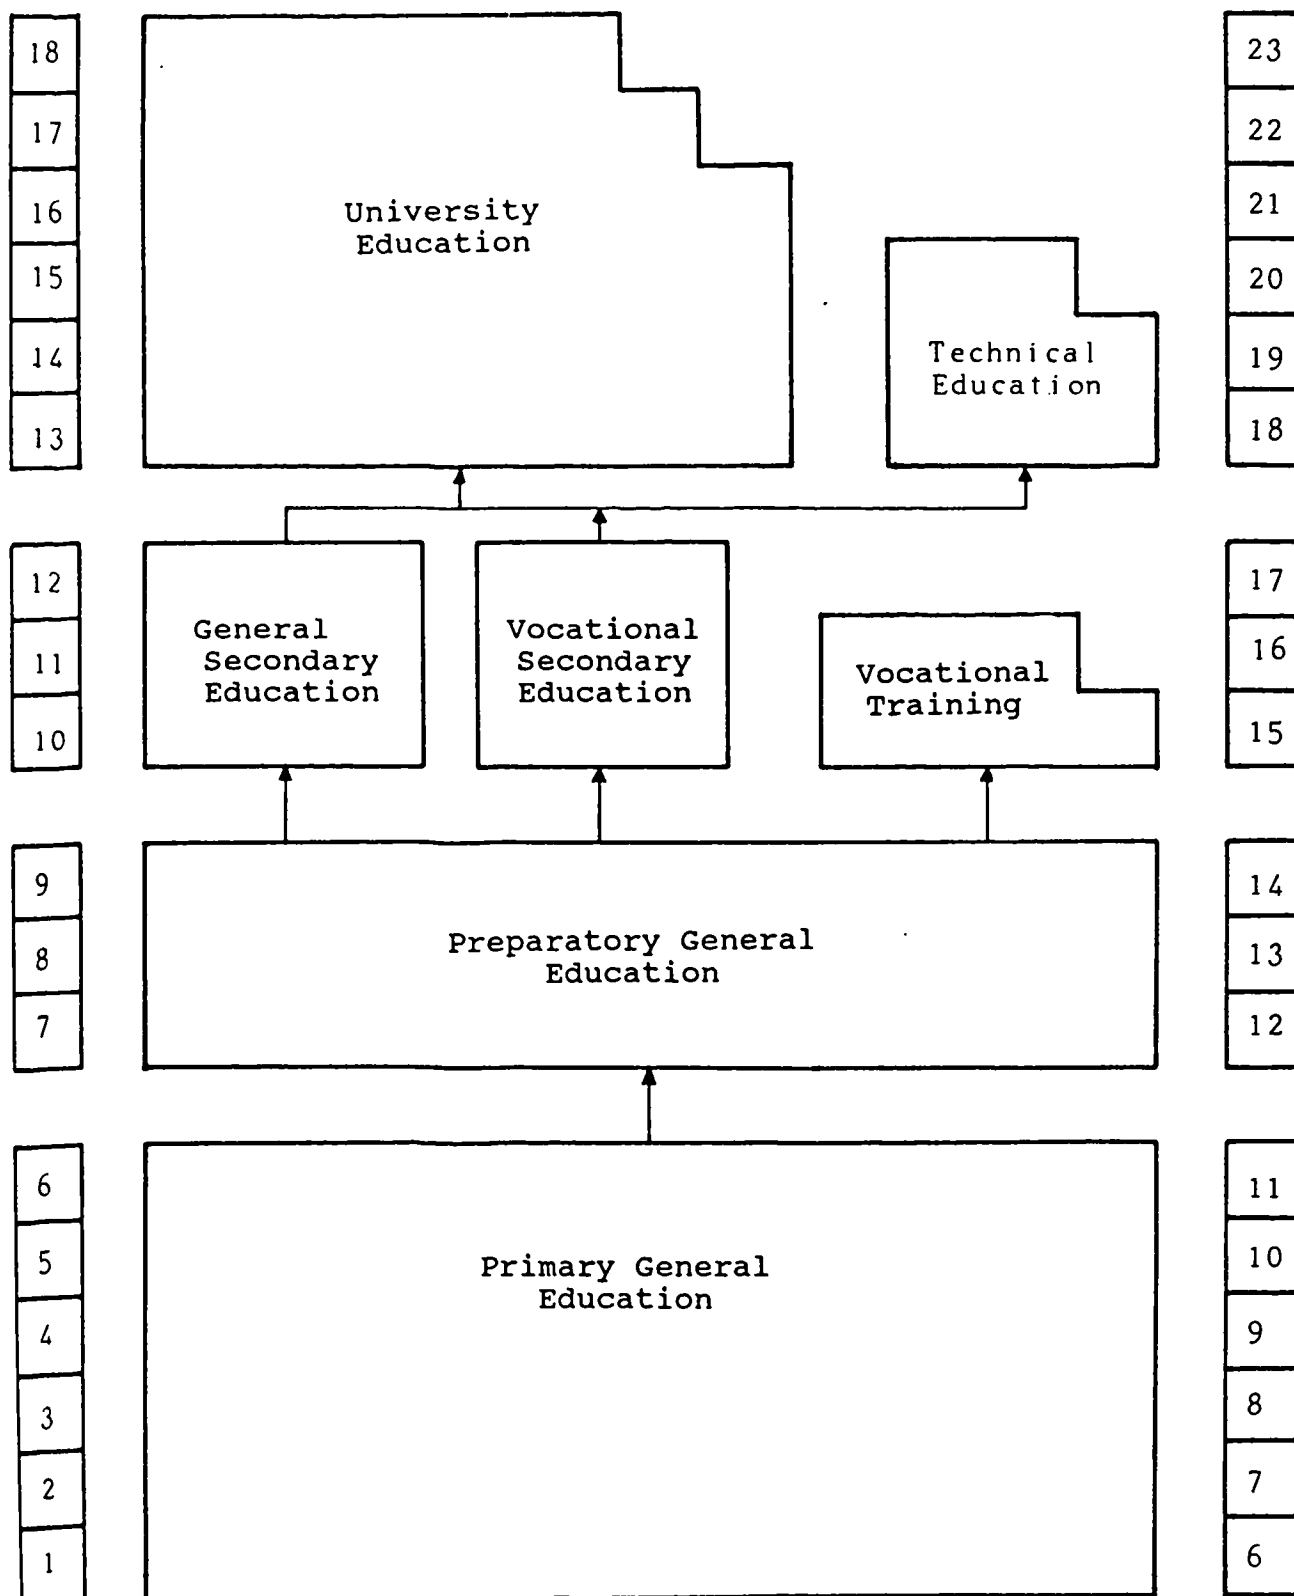 18
23
17
22
16
21
University
Education
15
20
14
19
Technical
Education
13
18
12
17
General
Secondary
Education
Vocational
Secondary
Education
11
16
Vocational
Training
10
15
9
14
Preparatory General
Education
8
13
7
12
6
11
5
10
Primary General
Education
4
9
3
8
2
7
1
6